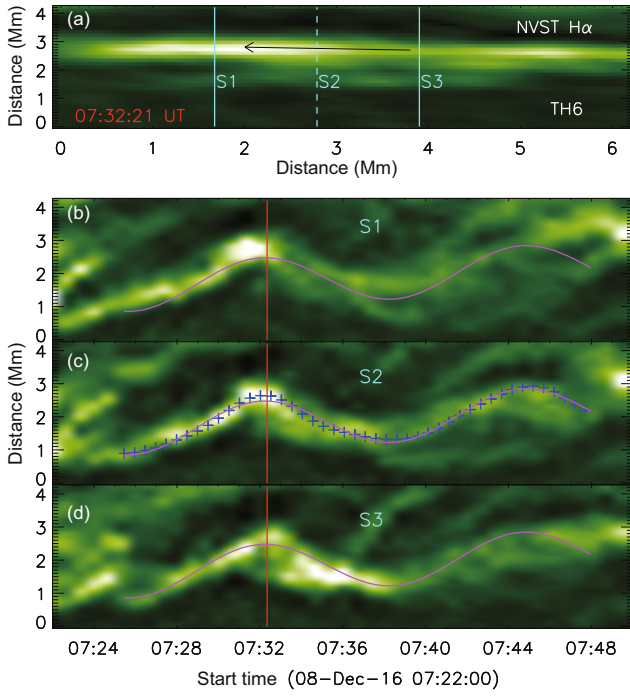 (a)
NVST Hα
4
3
2
1
0
Distance (Mm)
S1
S2
S3
07:32:21 UT
TH6
0 1 2 3 4 5 6
Distance (Mm)
(b)
S1
4
3
2
1
0
(c)
S2
4
3
2
1
0
Distance (Mm)
(d)
S3
4
3
2
1
0
07:24 07:28 07:32 07:36 07:40 07:44 07:48
Start time (08-Dec-16 07:22:00)